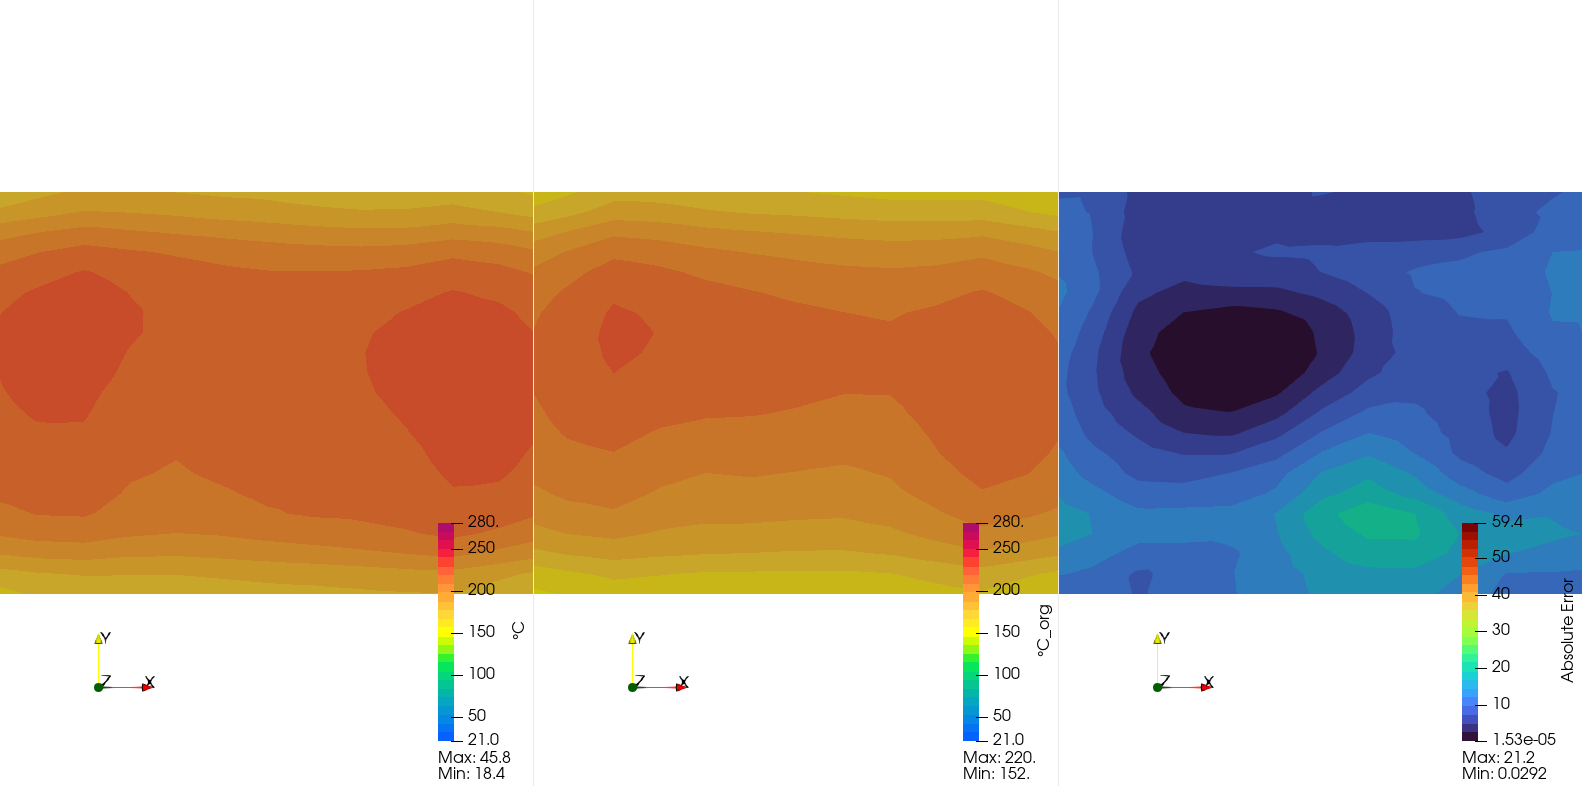 280.
250
200
150
100
50
21.0
°C
Max: 45.8
Min: 18.4
Y
Z
X
280.
250
200
150
100
50
21.0
°C_org
Max: 220.
Min: 152.
Y
Z
X
59.4
50
40
30
20
10
1.53e-05
Absolute Error
Max: 21.2
Min: 0.0292
Y
Z
X